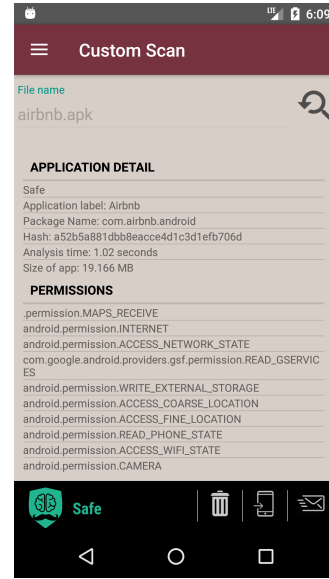 LTE 6:09
Custom Scan
File name
airbnb.apk
APPLICATION DETAIL
Safe
Application label: Airbnb
Package Name: com.airbnb.android
Hash: a52b5a881dbb8eacce4d1c3d1efb706d
Analysis time: 1.02 seconds
Size of app: 19.166 MB
PERMISSIONS
.permission.MAPS_RECEIVE
android.permission.INTERNET
android.permission.ACCESS_NETWORK_STATE
com.google.android.providers.gsf.permission.READ_GSERVIC
ES
android.permission.WRITE_EXTERNAL_STORAGE
android.permission.ACCESS_COARSE_LOCATION
android.permission.ACCESS_FINE_LOCATION
android.permission.READ_PHONE_STATE
android.permission.ACCESS_WIFI_STATE
android.permission.CAMERA
Safe